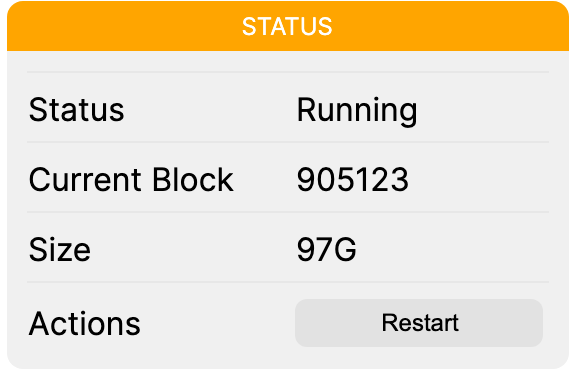 STATUS
Status Running
Current Block 905123
Size 97G
Actions Restart